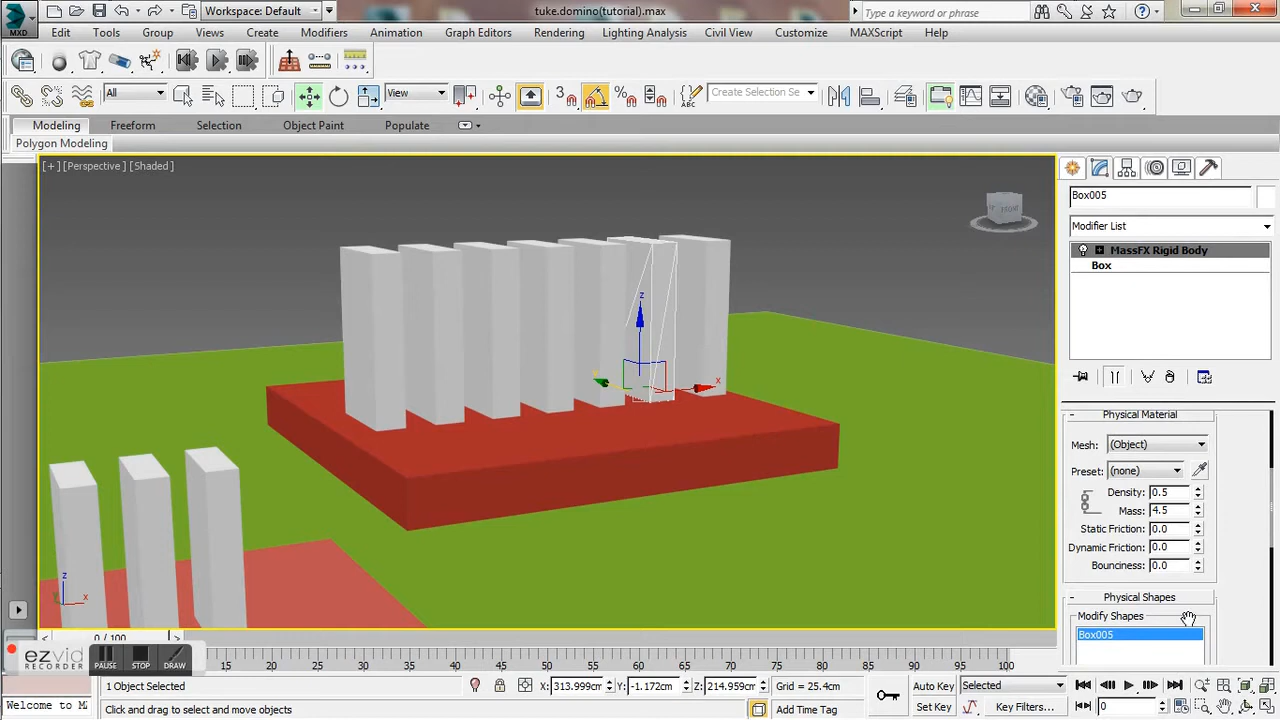 Workspace: Default
tuke.domino(tutorial).max
Type a keyword or phrase
MXD
Edit Tools Group Views Create Modifiers Animation Graph Editors Rendering Lighting Analysis Civil View Customize MAXScript Help
All
View
3
Create Selection Se
ABC
Modeling Freeform Selection Object Paint Populate
Polygon Modeling
[+] [Perspective] [Shaded]
FRONT
Box005
Modifier List
MassFX Rigid Body
Box
z
x
z
x
Physical Material
Mesh: (Object)
Preset: (none)
Density: 0.5
Mass: 4.5
Static Friction: 0.0
Dynamic Friction: 0.0
Bounciness: 0.0
Physical Shapes
Modify Shapes
Box005
0 / 100
ezvid
RECORDER
PAUSE STOP DRAW
15 20 25 30 35 40 45 50 55 60 65 70 75 80 85 90 95 100
1 Object Selected
X: 313.999cm Y: -1.172cm Z: 214.959cm Grid = 25.4cm
Auto Key Selected
Set Key Key Filters...
0
Welcome to M
Click and drag to select and move objects
Add Time Tag